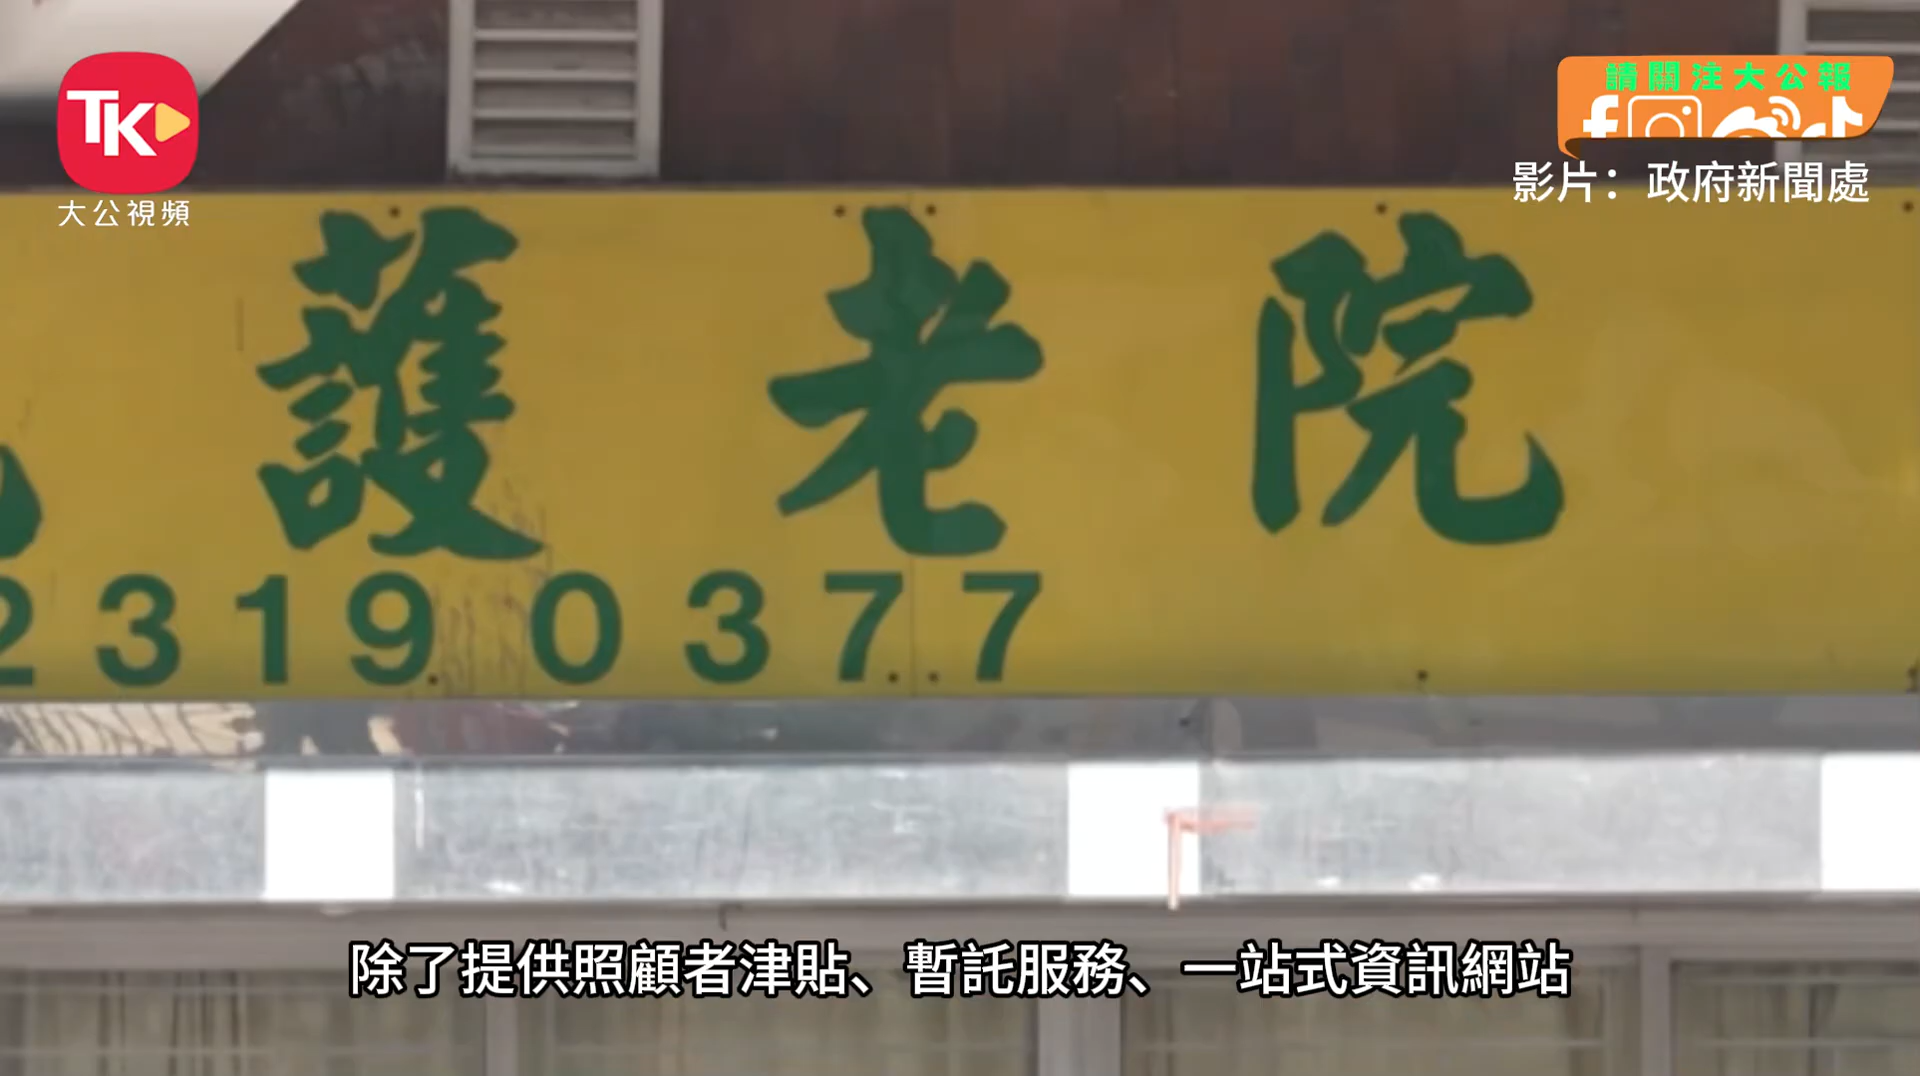 TK
大公視頻
請關注大公報
影片：政府新聞處
護老院
23190377
除了提供照顧者津貼、暫託服務、一站式資訊網站